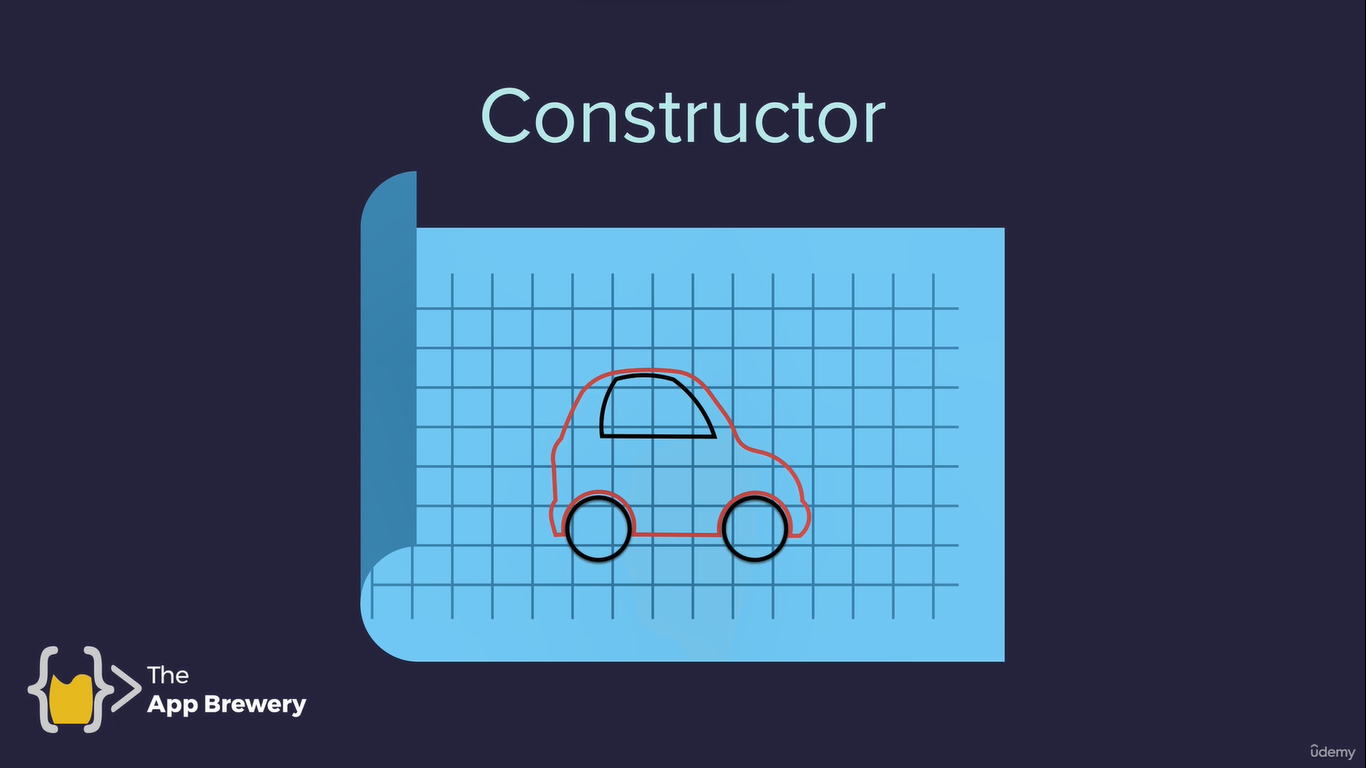 Constructor
The
App Brewery
ûdemy